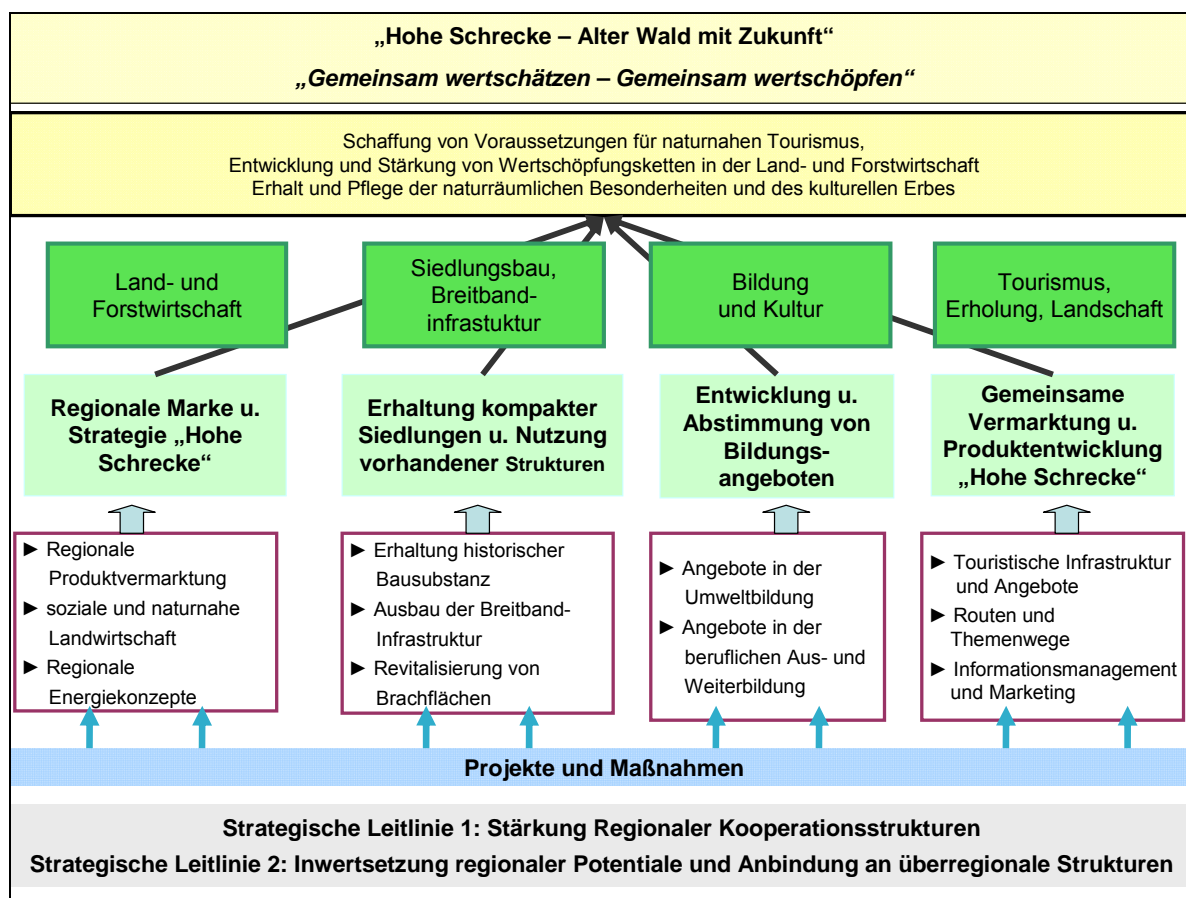 „Hohe Schrecke – Alter Wald mit Zukunft“
„Gemeinsam wertschätzen – Gemeinsam wertschöpfen“
Schaffung von Voraussetzungen für naturnahen Tourismus,
Entwicklung und Stärkung von Wertschöpfungsketten in der Land- und Forstwirtschaft
Erhalt und Pflege der naturräumlichen Besonderheiten und des kulturellen Erbes
Land- und
Forstwirtschaft
Siedlungsbau,
Breitband-
infrastuktur
Bildung
und Kultur
Tourismus,
Erholung, Landschaft
Regionale Marke u.
Strategie „Hohe
Schrecke“
Erhaltung kompakter
Siedlungen u. Nutzung
vorhandener Strukturen
Entwicklung u.
Abstimmung von
Bildungs-
angeboten
Gemeinsame
Vermarktung u.
Produktentwicklung
„Hohe Schrecke“
► Regionale
Produktvermarktung
► soziale und naturnahe
Landwirtschaft
► Regionale
Energiekonzepte
► Erhaltung historischer
Bausubstanz
► Ausbau der Breitband-
Infrastruktur
► Revitalisierung von
Brachflächen
► Angebote in der
Umweltbildung
► Angebote in der
beruflichen Aus- und
Weiterbildung
► Touristische Infrastruktur
und Angebote
► Routen und
Themenwege
► Informationsmanagement
und Marketing
Projekte und Maßnahmen
Strategische Leitlinie 1: Stärkung Regionaler Kooperationsstrukturen
Strategische Leitlinie 2: Inwertsetzung regionaler Potentiale und Anbindung an überregionale Strukturen